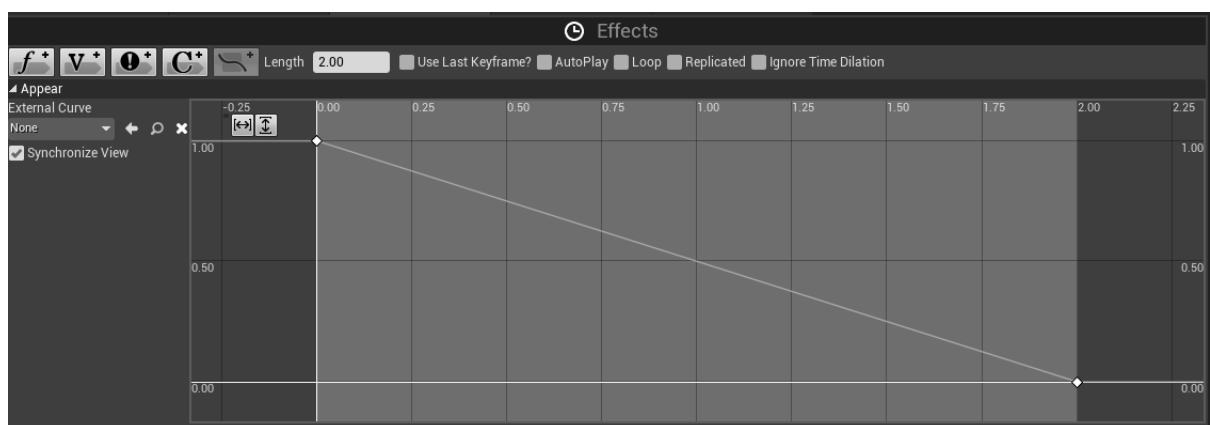 Effects
f+ V+ !+ C+ + Length 2.00 Use Last Keyframe? AutoPlay Loop Replicated Ignore Time Dilation
Appear
External Curve
None
Synchronize View
-0.25 0.00 0.25 0.50 0.75 1.00 1.25 1.50 1.75 2.00 2.25
1.00 1.00
0.50 0.50
0.00 0.00